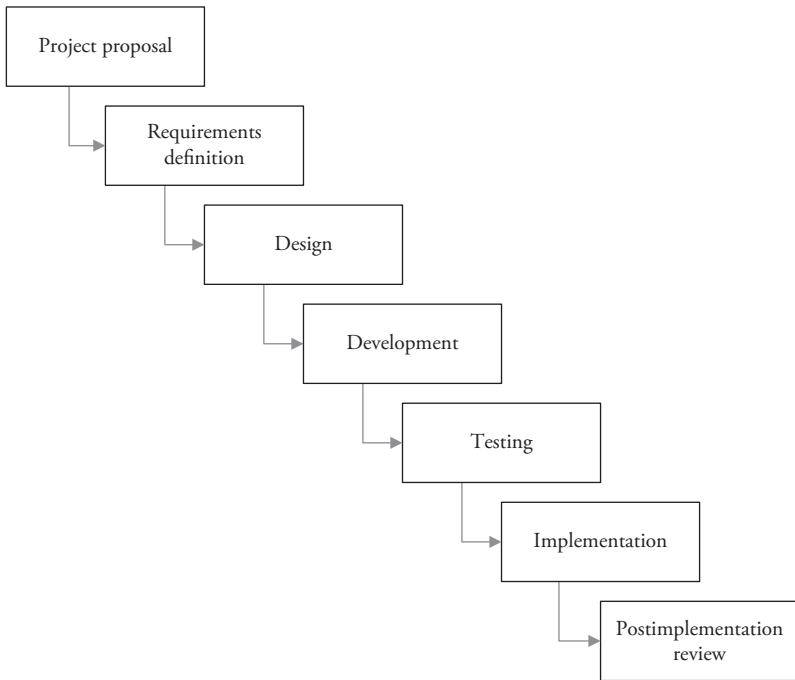 Project proposal
Requirements
definition
Design
Development
Testing
Implementation
Postimplementation
review